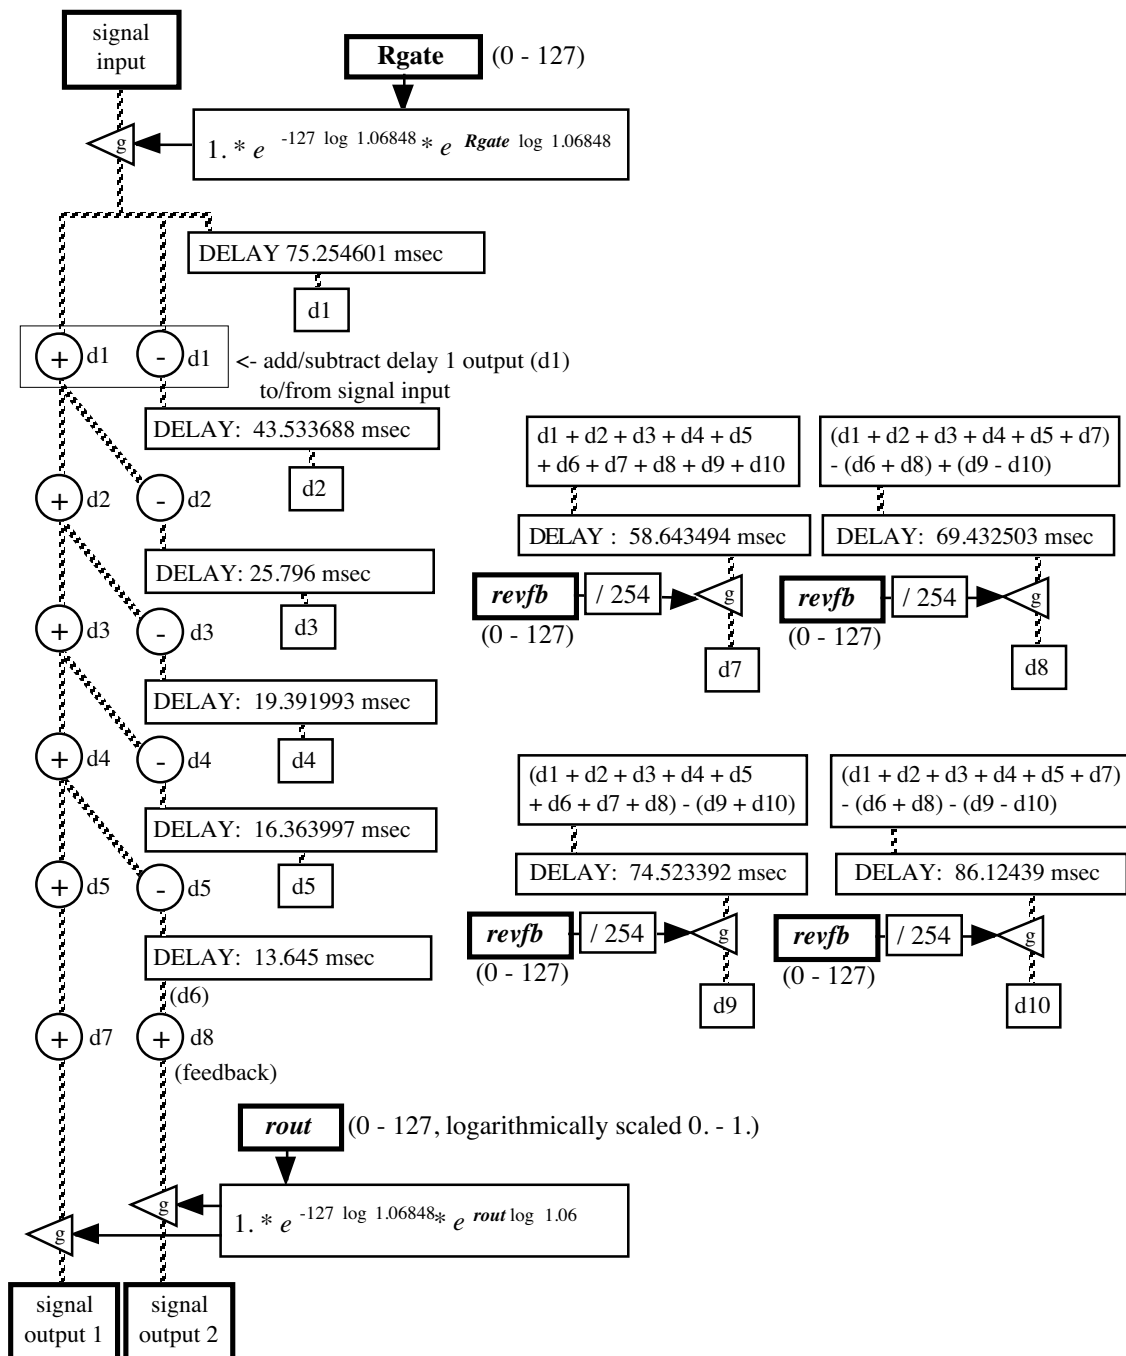 signal
input
Rgate (0 - 127)
g
1. * e -127 log 1.06848 * e Rgate log 1.06848
DELAY 75.254601 msec
d1
+ d1 - d1 <- add/subtract delay 1 output (d1)
to/from signal input
DELAY: 43.533688 msec
d2
+ d2 - d2
DELAY: 25.796 msec
d3
+ d3 - d3
DELAY: 19.391993 msec
d4
+ d4 - d4
DELAY: 16.363997 msec
d5
+ d5 - d5
DELAY: 13.645 msec
(d6)
+ d7 + d8
(feedback)
d1 + d2 + d3 + d4 + d5
+ d6 + d7 + d8 + d9 + d10
DELAY : 58.643494 msec
revfb / 254 g
(0 - 127)
d7
(d1 + d2 + d3 + d4 + d5 + d7)
- (d6 + d8) + (d9 - d10)
DELAY: 69.432503 msec
revfb / 254 g
(0 - 127)
d8
(d1 + d2 + d3 + d4 + d5
+ d6 + d7 + d8) - (d9 + d10)
DELAY: 74.523392 msec
revfb / 254 g
(0 - 127)
d9
(d1 + d2 + d3 + d4 + d5 + d7)
- (d6 + d8) - (d9 - d10)
DELAY: 86.12439 msec
revfb / 254 g
(0 - 127)
d10
rout (0 - 127, logarithmically scaled 0. - 1.)
g
g
1. * e -127 log 1.06848 * e rout log 1.06
signal
output 1
signal
output 2